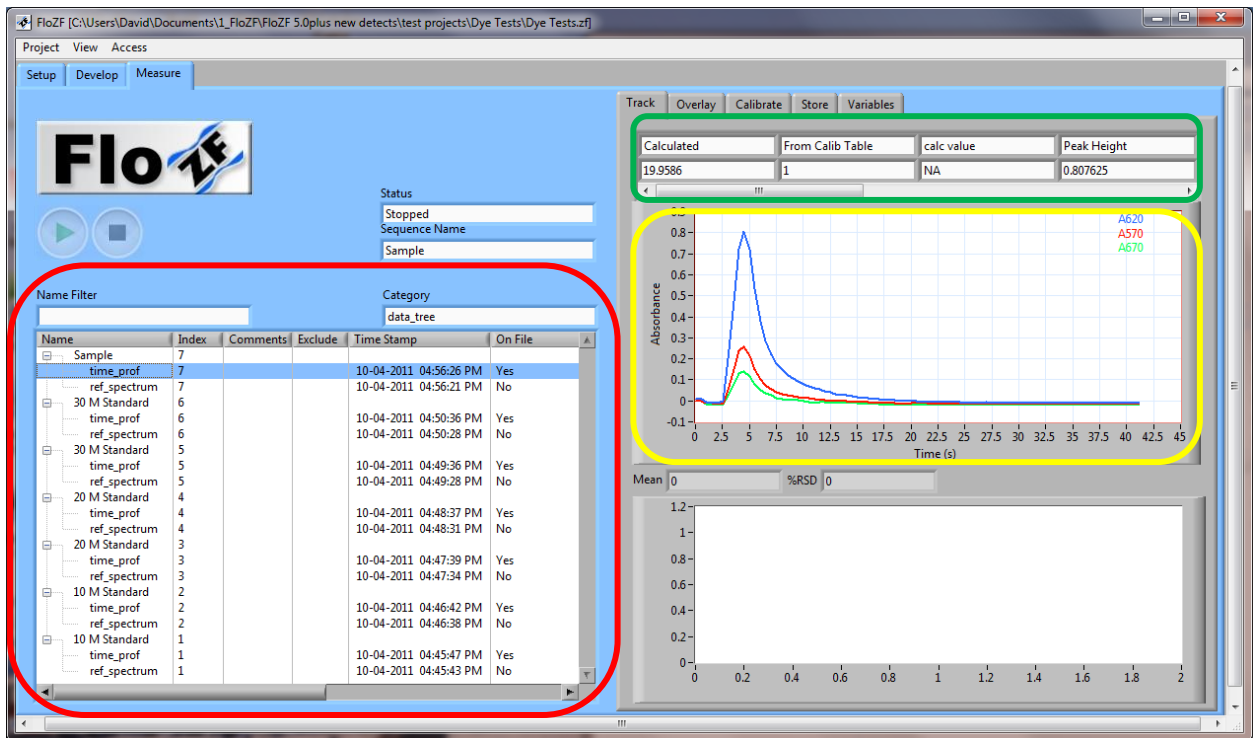 FloZF [C:\Users\David\Documents\1_FloZF\FloZF 5.0plus new detects\test projects\Dye Tests\Dye Tests.zf]
Project View Access
Setup Develop Measure
FloZF
Status
Stopped
Sequence Name
Sample
Name Filter Category
data_tree
Name Index Comments Exclude Time Stamp On File
Sample 7
time_prof 7 10-04-2011 04:56:26 PM Yes
ref_spectrum 7 10-04-2011 04:56:21 PM No
30 M Standard 6
time_prof 6 10-04-2011 04:50:36 PM Yes
ref_spectrum 6 10-04-2011 04:50:28 PM No
30 M Standard 5
time_prof 5 10-04-2011 04:49:36 PM Yes
ref_spectrum 5 10-04-2011 04:49:28 PM No
20 M Standard 4
time_prof 4 10-04-2011 04:48:37 PM Yes
ref_spectrum 4 10-04-2011 04:48:31 PM No
20 M Standard 3
time_prof 3 10-04-2011 04:47:39 PM Yes
ref_spectrum 3 10-04-2011 04:47:34 PM No
10 M Standard 2
time_prof 2 10-04-2011 04:46:42 PM Yes
ref_spectrum 2 10-04-2011 04:46:38 PM No
10 M Standard 1
time_prof 1 10-04-2011 04:45:47 PM Yes
ref_spectrum 1 10-04-2011 04:45:43 PM No
Track Overlay Calibrate Store Variables
Calculated From Calib Table calc value Peak Height
19.9586 1 NA 0.807625
A620
A570
A670
Absorbance
0.8
0.7
0.6
0.5
0.4
0.3
0.2
0.1
0
-0.1
0 2.5 5 7.5 10 12.5 15 17.5 20 22.5 25 27.5 30 32.5 35 37.5 40 42.5 45
Time (s)
Mean 0 %RSD 0
1.2
1
0.8
0.6
0.4
0.2
0
0 0.2 0.4 0.6 0.8 1 1.2 1.4 1.6 1.8 2